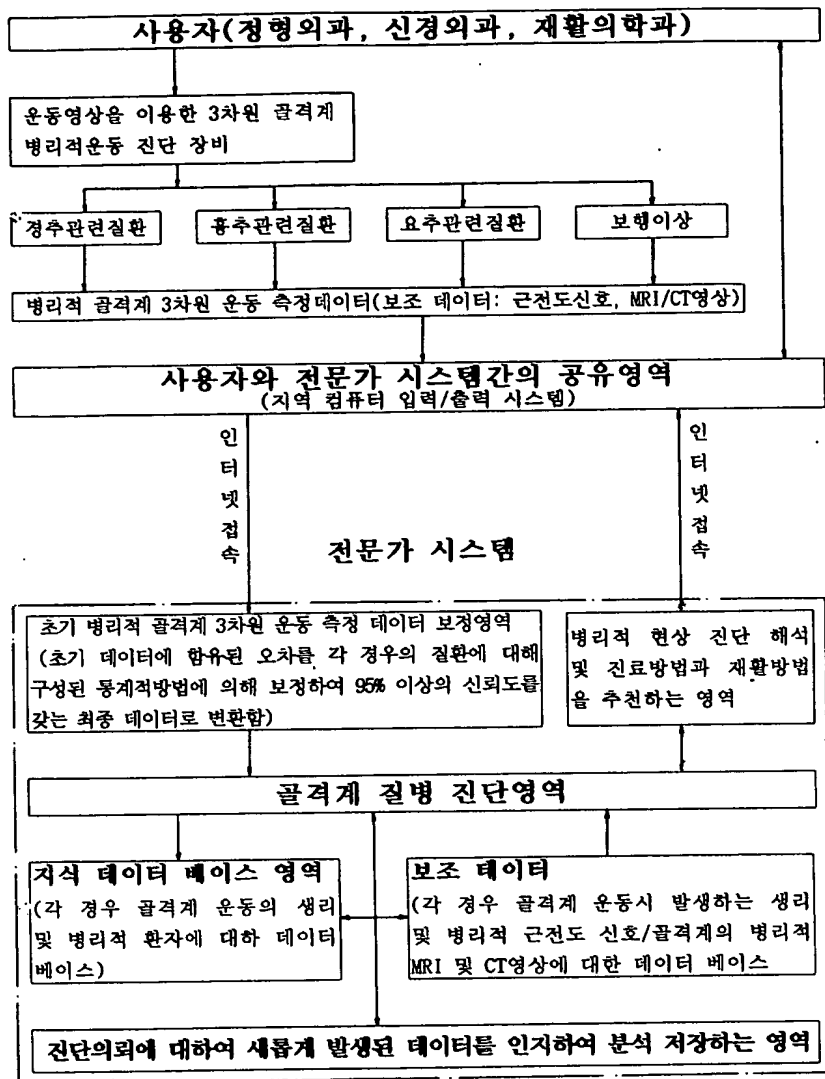 사용자(정형외과, 신경외과, 재활의학과)
운동영상을 이용한 3차원 골격계
병리적운동 진단 장비
경추관련질환
흉추관련질환
요추관련질환
보행이상
병리적 골격계 3차원 운동 측정데이터(보조 데이터: 근전도신호, MRI/CT영상)
사용자와 전문가 시스템간의 공유영역
(지역 컴퓨터 입력/출력 시스템)
인터넷접속
인터넷접속
전문가 시스템
초기 병리적 골격계 3차원 운동 측정 데이터 보정영역
(초기 데이터에 함유된 오차를 각 경우의 질환에 대해
구성된 통계적방법에 의해 보정하여 95% 이상의 신뢰도를
갖는 최종 데이터로 변환함)
병리적 현상 진단 해석
및 진료방법과 재활방법
을 추천하는 영역
골격계 질병 진단영역
지식 데이터 베이스 영역
(각 경우 골격계 운동의 생리
및 병리적 환자에 대하 데이터
베이스)
보조 데이터
(각 경우 골격계 운동시 발생하는 생리
및 병리적 근전도 신호/골격계의 병리적
MRI 및 CT영상에 대한 데이터 베이스
진단의뢰에 대하여 새롭게 발생된 데이터를 인지하여 분석 저장하는 영역